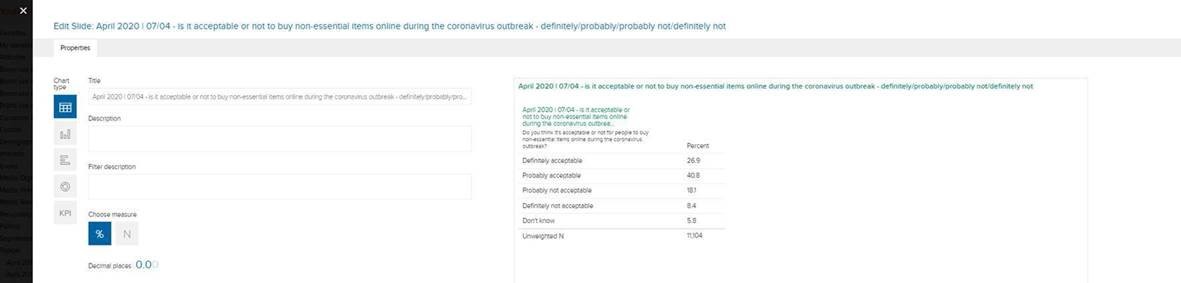 Edit Slide: April 2020 | 07/04 - is it acceptable or not to buy non-essential items online during the coronavirus outbreak - definitely/probably/probably not/definitely not
Properties
Chart type
Title
April 2020 | 07/04 - is it acceptable or not to buy non-essential items online during the coronavirus outbreak - definitely/probably/pro...
Description
Filter description
KPI
Choose measure
% N
Decimal places 0.00
April 2020 | 07/04 - is it acceptable or not to buy non-essential items online during the coronavirus outbreak - definitely/probably/probably not/definitely not
April 2020 | 07/04 - is it acceptable or
not to buy non-essential items online
during the coronavirus outbrea...
Do you think it's acceptable or not for people to buy
non-essential items online during the coronavirus
outbreak?
Percent
Definitely acceptable 26.9
Probably acceptable 40.8
Probably not acceptable 18.1
Definitely not acceptable 8.4
Don't know 5.8
Unweighted N 11,104